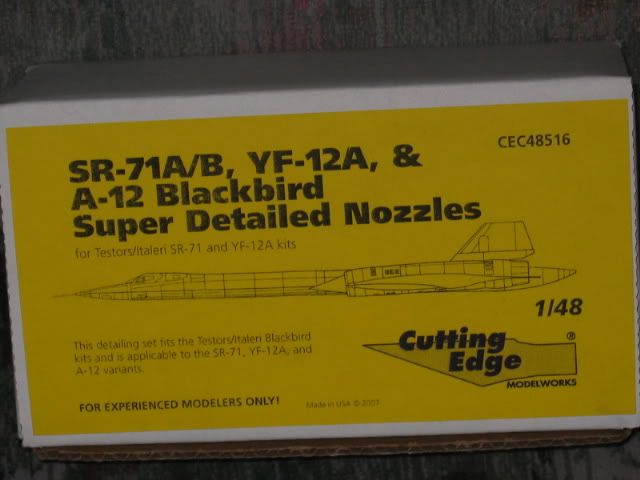 CEC48516
SR-71A/B, YF-12A, &
A-12 Blackbird
Super Detailed Nozzles
for Testors/Italeri SR-71 and YF-12A kits
1/48
This detailing set fits the Testors/Italeri Blackbird
kits and is applicable to the SR-71, YF-12A, and
A-12 variants.
Cutting
Edge
®
MODELWORKS
FOR EXPERIENCED MODELERS ONLY!
Made in USA © 2001